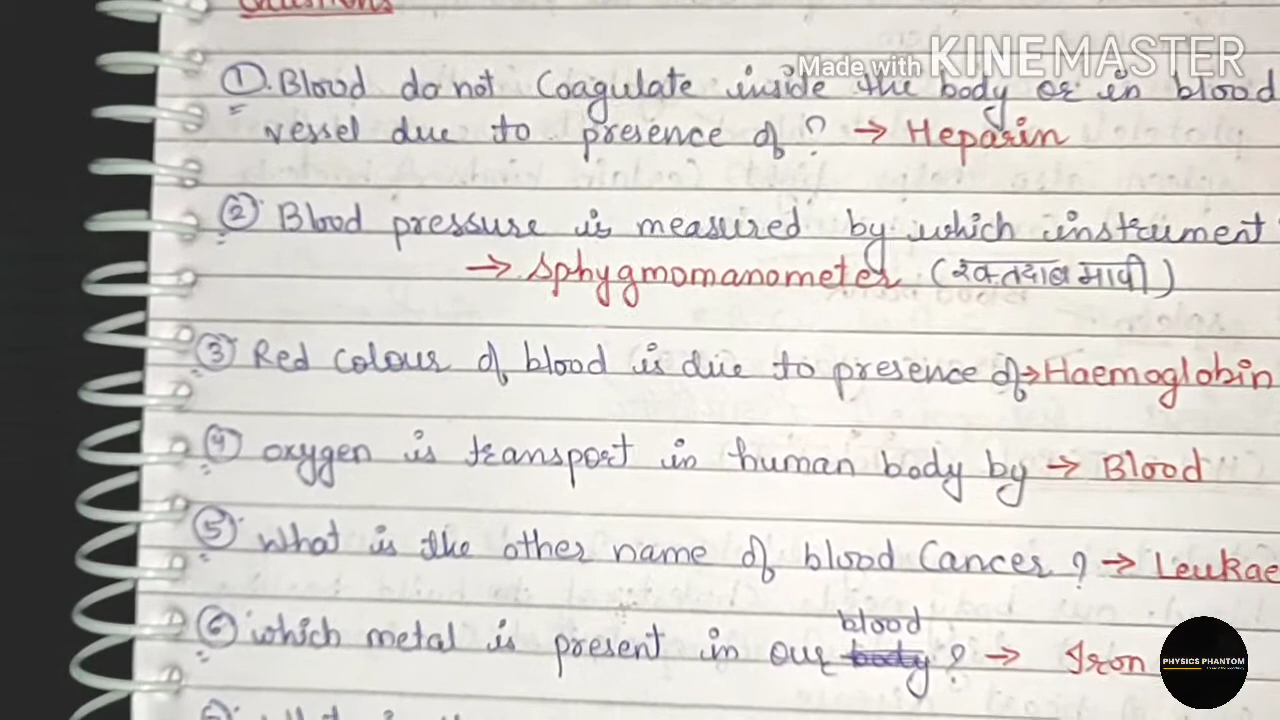 Questions
Made with KINEMASTER
① Blood do not Coagulate inside the body or in blood
vessel due to presence of ? → Heparin
② Blood pressure is measured by which instrument
→ Sphygmomanometer (रक्तदाब मापी)
③ Red colour of blood is due to presence of → Haemoglobin
④ oxygen is transport in human body by → Blood
⑤ What is the other name of blood Cancer ? → Leukae
blood
⑥ which metal is present in our body ? → Iron
PHYSICS PHANTOM